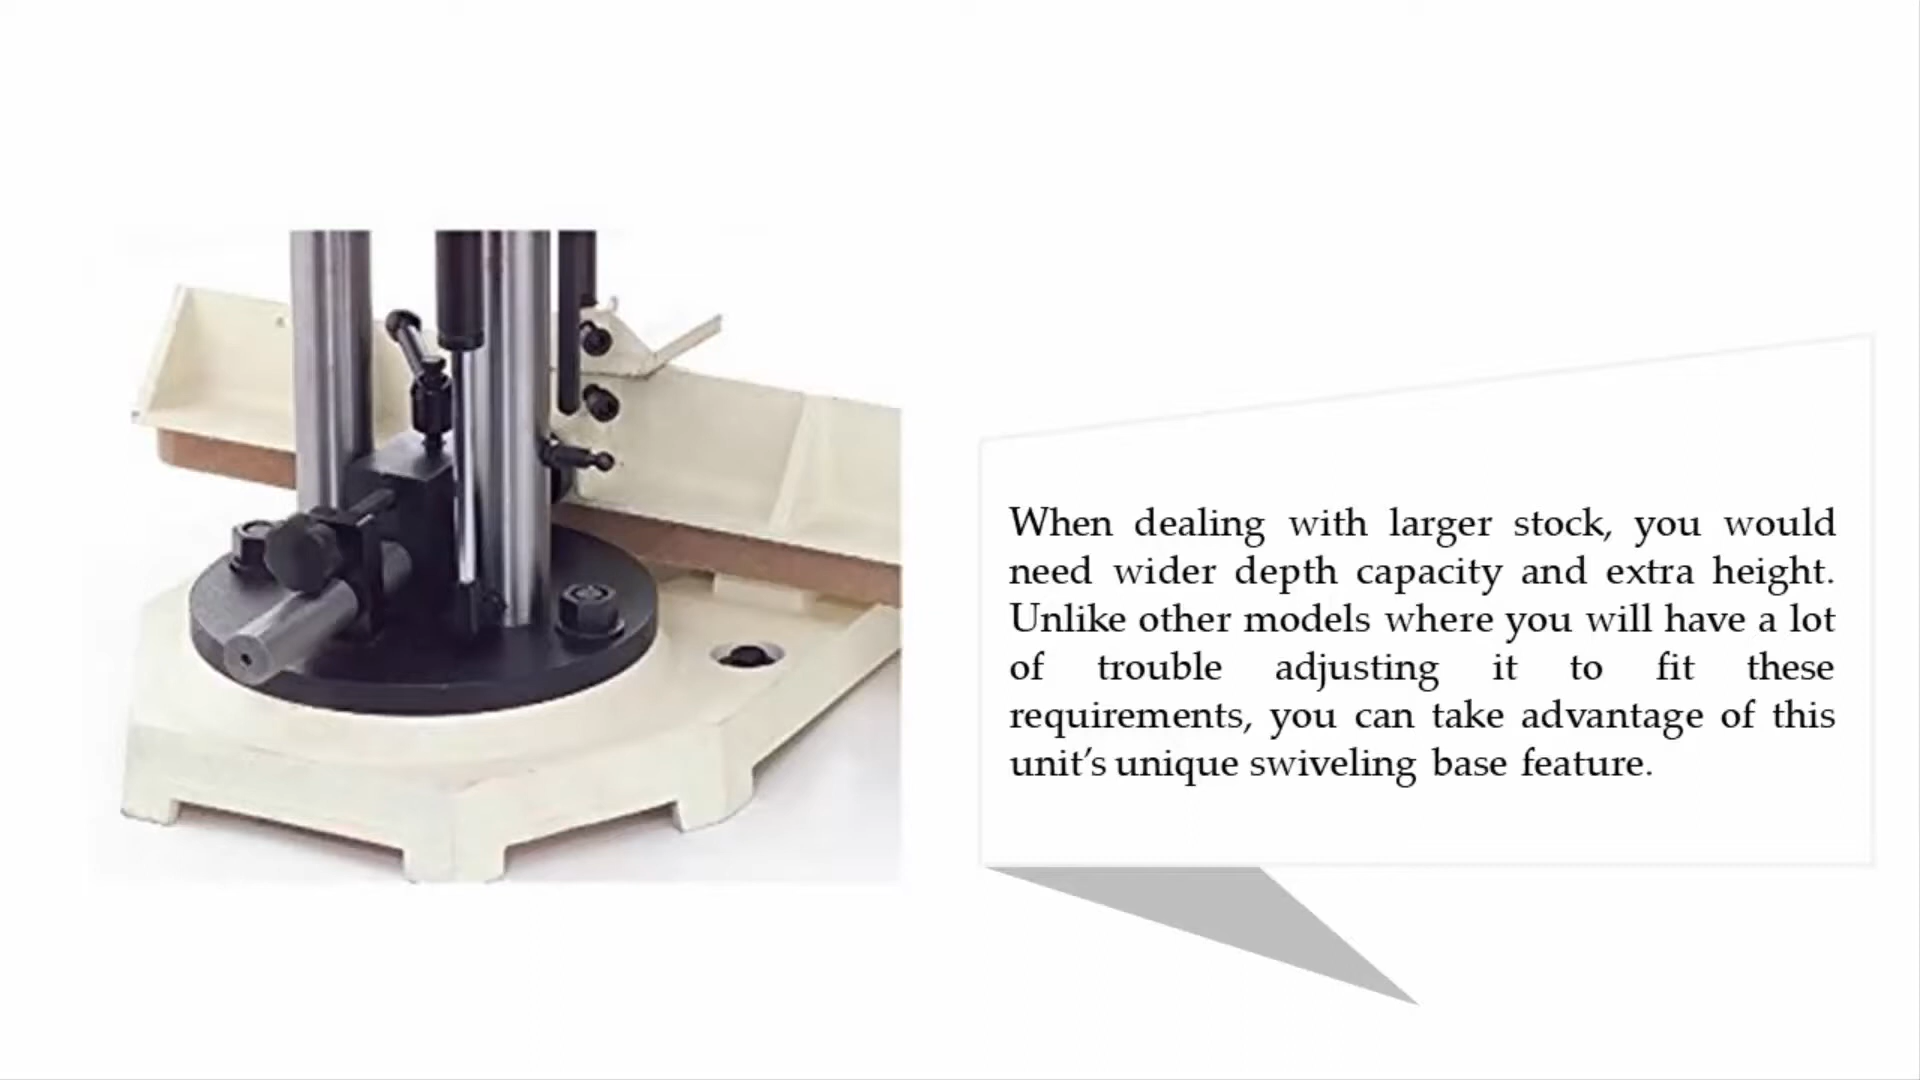 When dealing with larger stock, you would
need wider depth capacity and extra height.
Unlike other models where you will have a lot
of trouble adjusting it to fit these
requirements, you can take advantage of this
unit’s unique swiveling base feature.